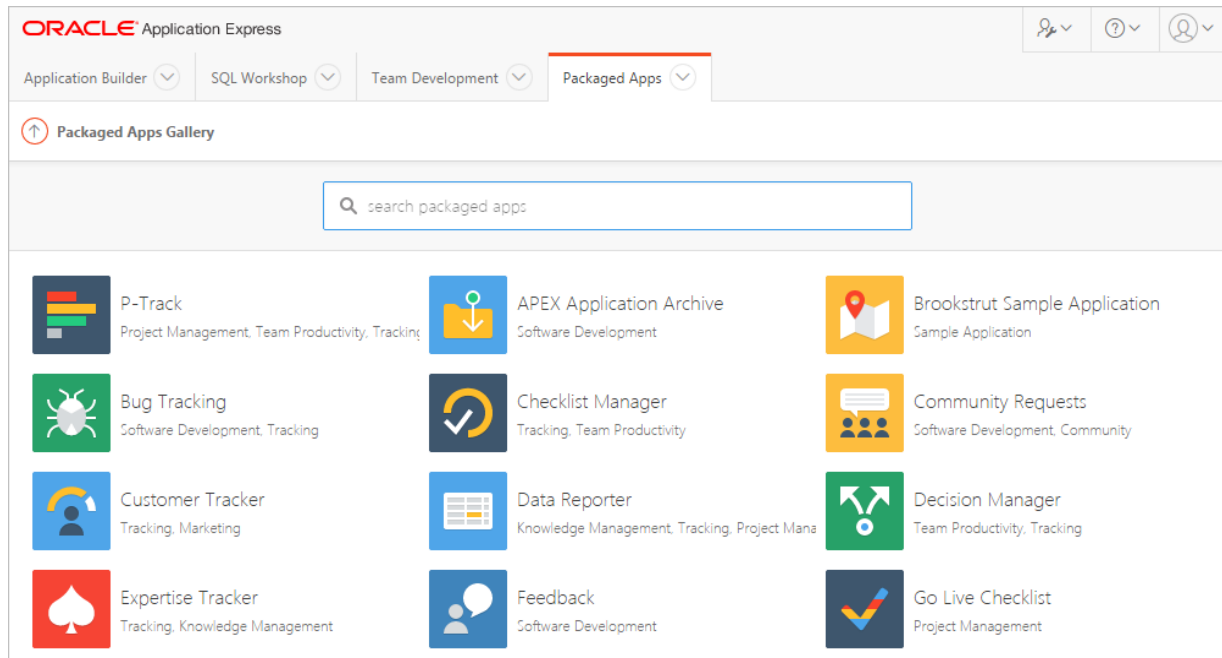 ORACLE Application Express
Application Builder
SQL Workshop
Team Development
Packaged Apps
Packaged Apps Gallery
search packaged apps
P-Track
Project Management, Team Productivity, Tracking
APEX Application Archive
Software Development
Brookstrut Sample Application
Sample Application
Bug Tracking
Software Development, Tracking
Checklist Manager
Tracking, Team Productivity
Community Requests
Software Development, Community
Customer Tracker
Tracking, Marketing
Data Reporter
Knowledge Management, Tracking, Project Mana
Decision Manager
Team Productivity, Tracking
Expertise Tracker
Tracking, Knowledge Management
Feedback
Software Development
Go Live Checklist
Project Management